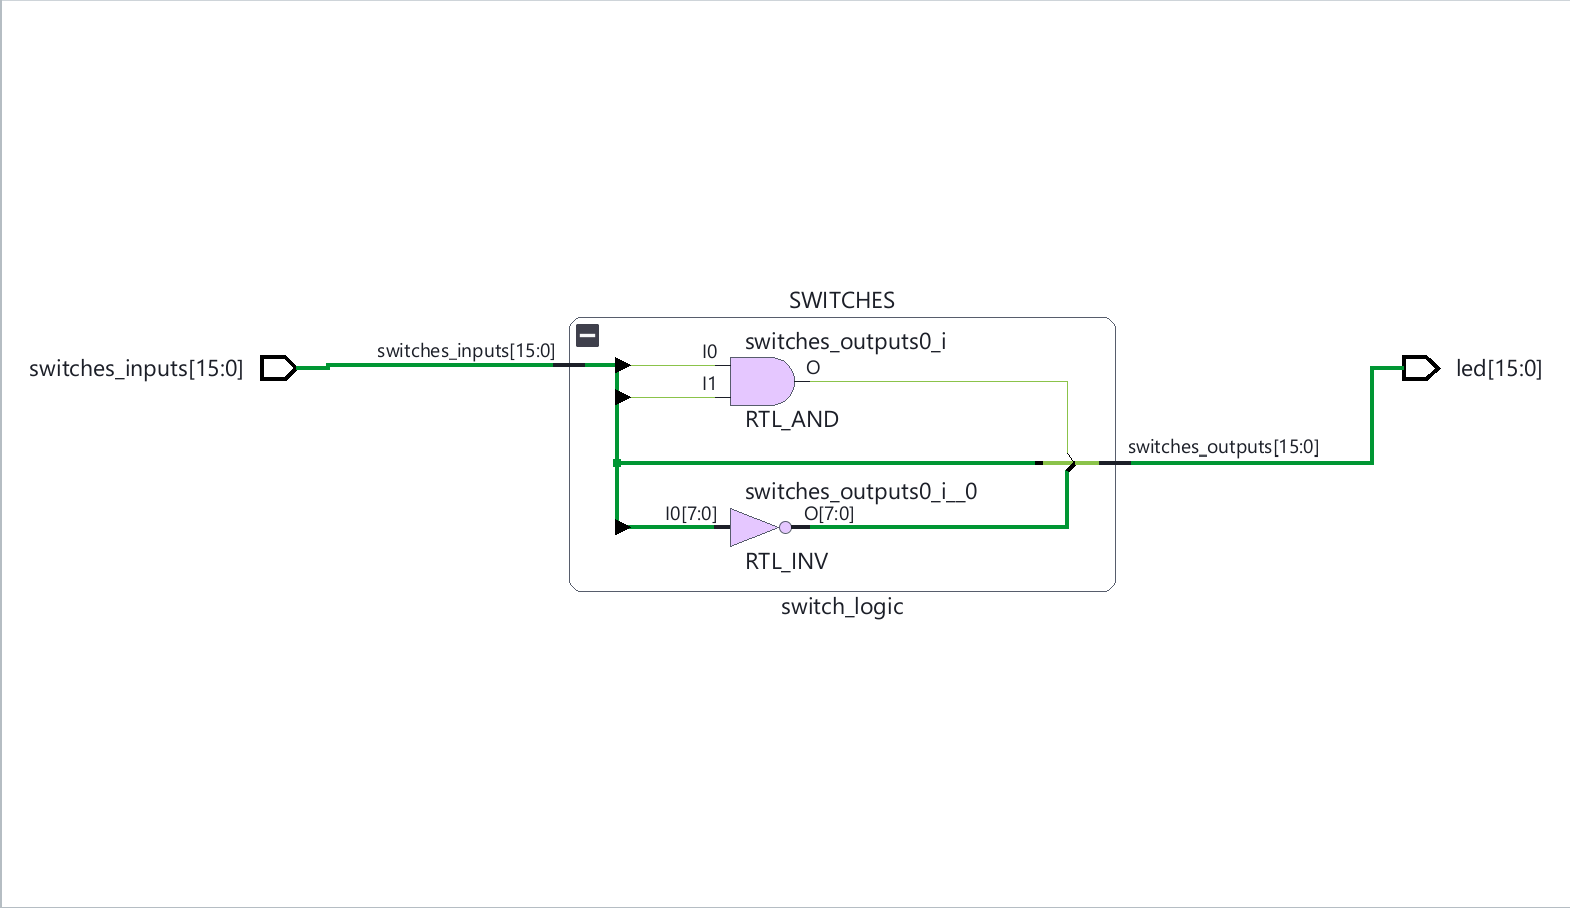 SWITCHES
switches_inputs[15:0]
switches_inputs[15:0]
switches_outputs0_i
I0
O
I1
RTL_AND
led[15:0]
switches_outputs[15:0]
switches_outputs0_i__0
I0[7:0]
O[7:0]
RTL_INV
switch_logic